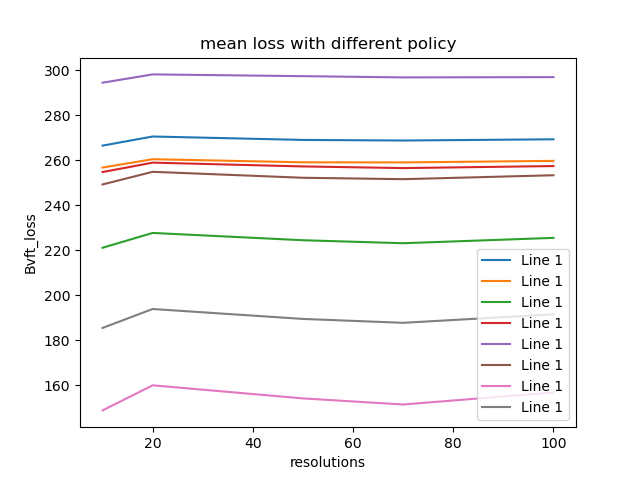 mean loss with different policy
300
280
260
240
220
200
180
160
Bvft_loss
20
40
60
80
100
resolutions
Line 1
Line 1
Line 1
Line 1
Line 1
Line 1
Line 1
Line 1